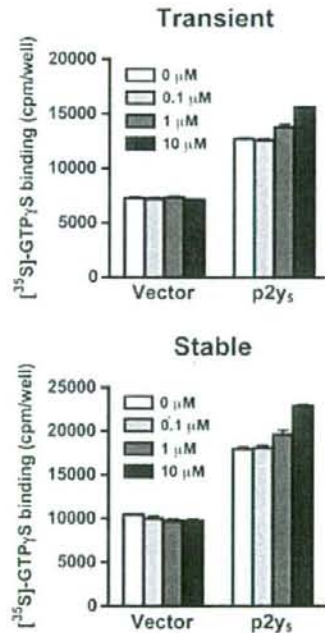 Transient
[³⁵S]-GTPγS binding (cpm/well)
20000
15000
10000
5000
0
0 μM
0.1 μM
1 μM
10 μM
Vector
p2y₅
Stable
[³⁵S]-GTPγS binding (cpm/well)
25000
20000
15000
10000
5000
0
0 μM
0.1 μM
1 μM
10 μM
Vector
p2y₅